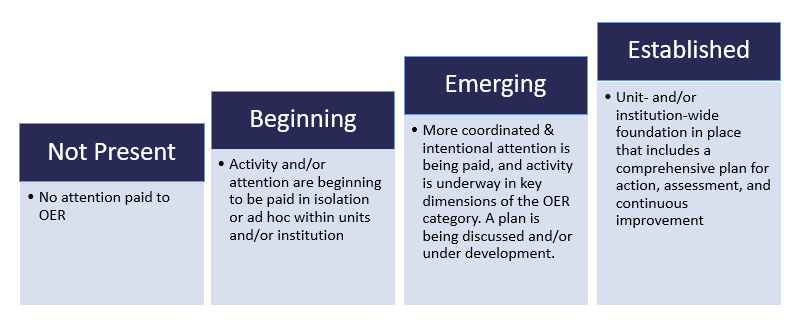 Not Present
• No attention paid to
OER
Beginning
• Activity and/or
attention are beginning
to be paid in isolation
or ad hoc within units
and/or institution
Emerging
• More coordinated &
intentional attention is
being paid, and activity
is underway in key
dimensions of the OER
category. A plan is
being discussed and/or
under development.
Established
• Unit- and/or
institution-wide
foundation in place
that includes a
comprehensive plan for
action, assessment, and
continuous
improvement